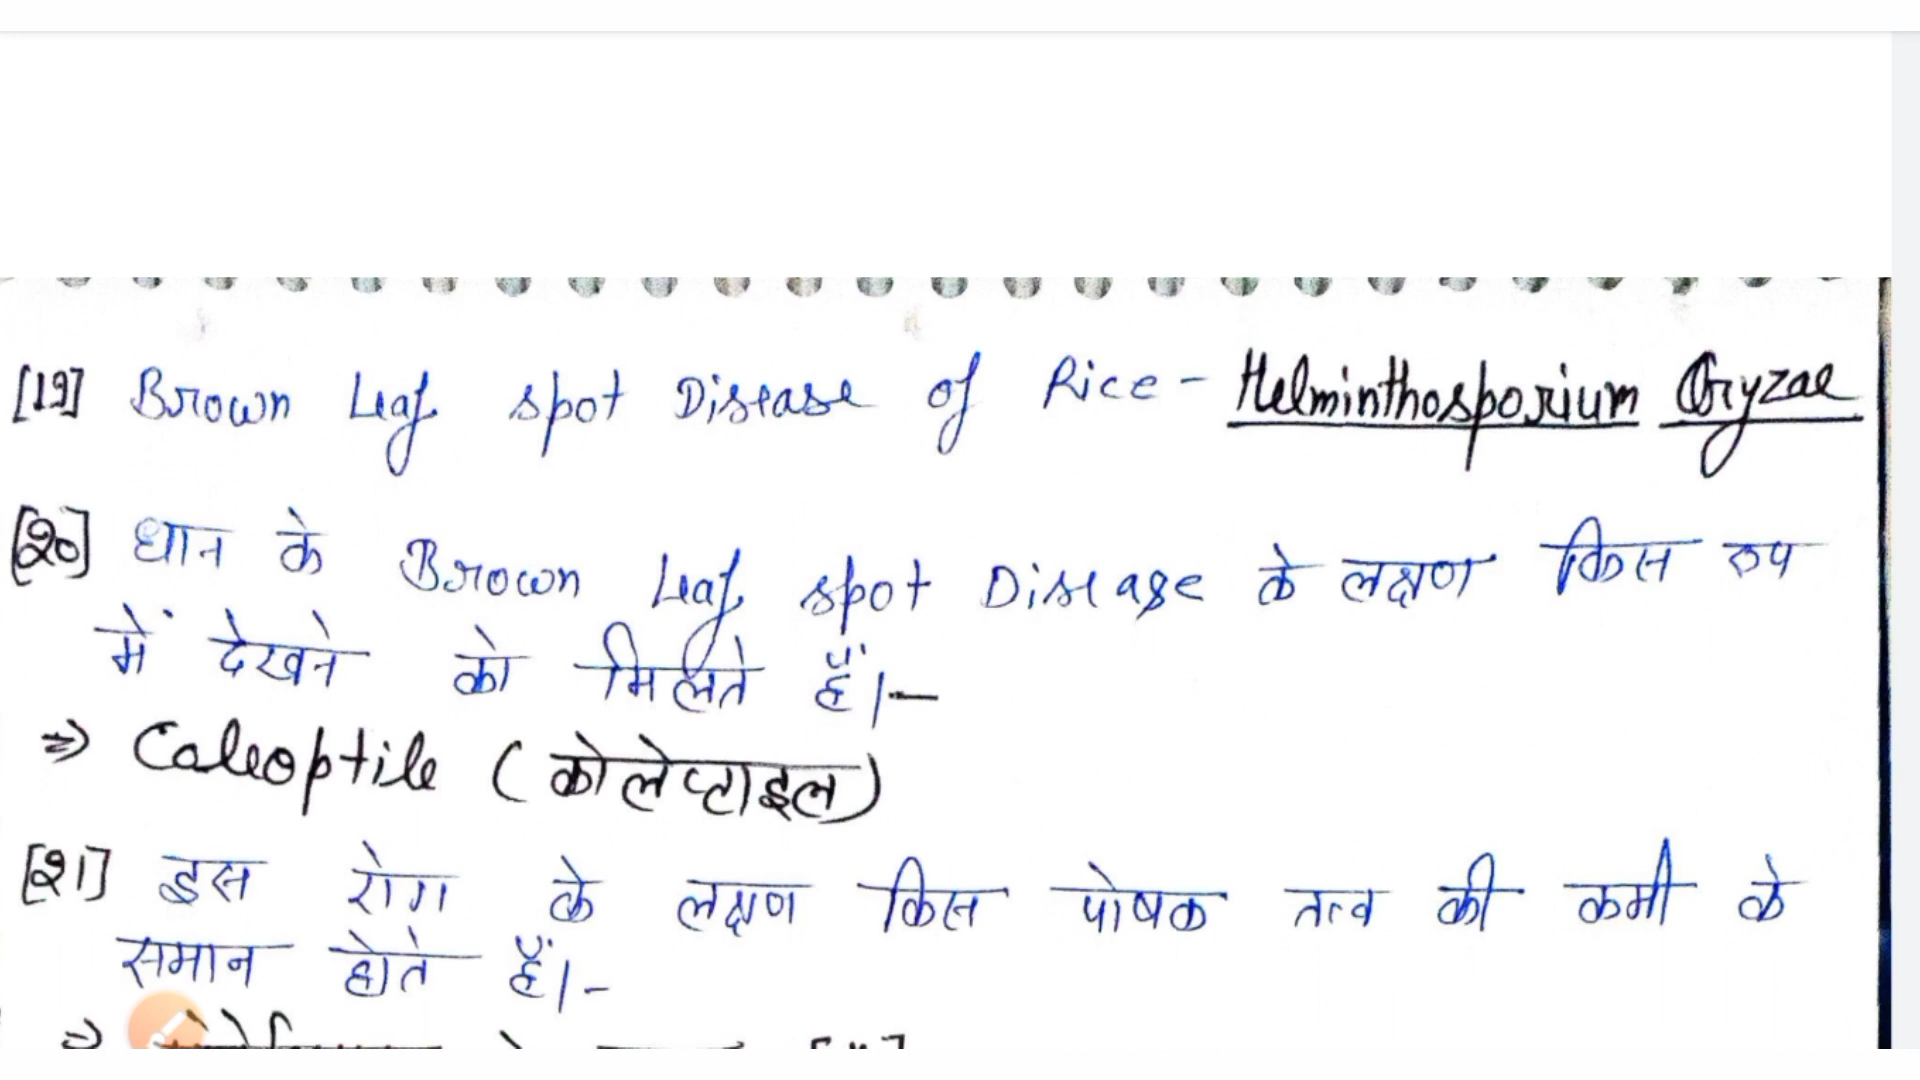 [19] Brown Leaf spot Disease of Rice - Helminthosporium Oryzae
[20] धान के Brown Leaf spot Disease के लक्षण किस रुप
में देखने को मिलते हैं।-
⇒ Coleoptile (कोलेप्टाइल)
[21] इस रोग के लक्षण किस पोषक तत्व की कमी के
समान होते हैं।-
⇒